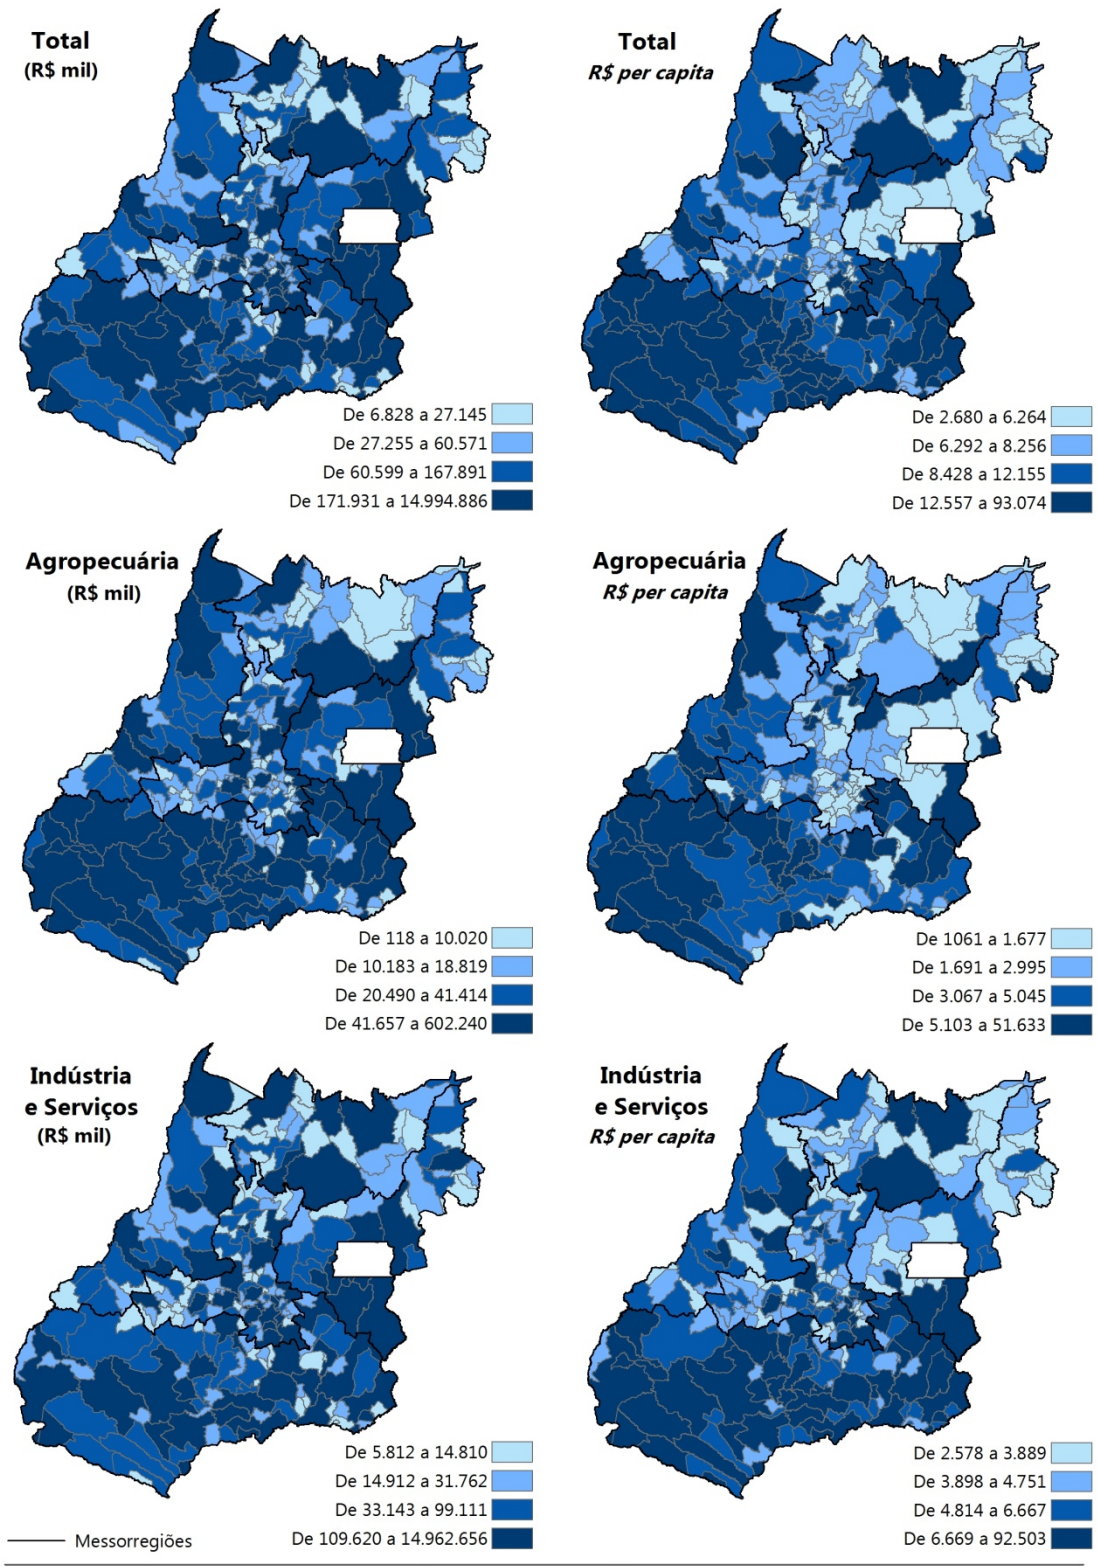 Total
(R$ mil)
De 6.828 a 27.145
De 27.255 a 60.571
De 60.599 a 167.891
De 171.931 a 14.994.886
Total
R$ per capita
De 2.680 a 6.264
De 6.292 a 8.256
De 8.428 a 12.155
De 12.557 a 93.074
Agropecuária
(R$ mil)
De 118 a 10.020
De 10.183 a 18.819
De 20.490 a 41.414
De 41.657 a 602.240
Agropecuária
R$ per capita
De 1061 a 1.677
De 1.691 a 2.995
De 3.067 a 5.045
De 5.103 a 51.633
Indústria
e Serviços
(R$ mil)
De 5.812 a 14.810
De 14.912 a 31.762
De 33.143 a 99.111
De 109.620 a 14.962.656
Messorregiões
Indústria
e Serviços
R$ per capita
De 2.578 a 3.889
De 3.898 a 4.751
De 4.814 a 6.667
De 6.669 a 92.503